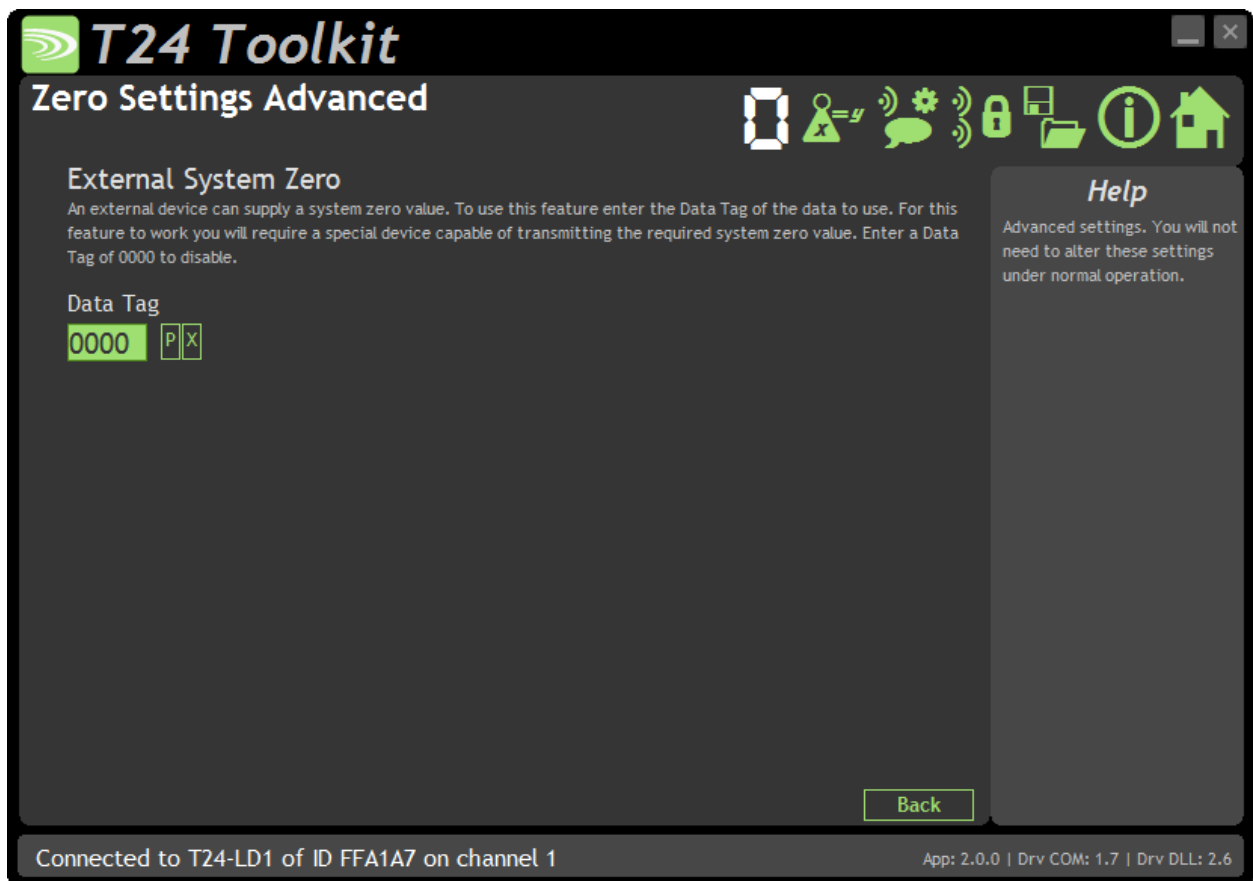 T24 Toolkit
Zero Settings Advanced
0
x=y
i
External System Zero
An external device can supply a system zero value. To use this feature enter the Data Tag of the data to use. For this
feature to work you will require a special device capable of transmitting the required system zero value. Enter a Data
Tag of 0000 to disable.
Data Tag
0000 P X
Help
Advanced settings. You will not
need to alter these settings
under normal operation.
Back
Connected to T24-LD1 of ID FFA1A7 on channel 1
App: 2.0.0 | Drv COM: 1.7 | Drv DLL: 2.6